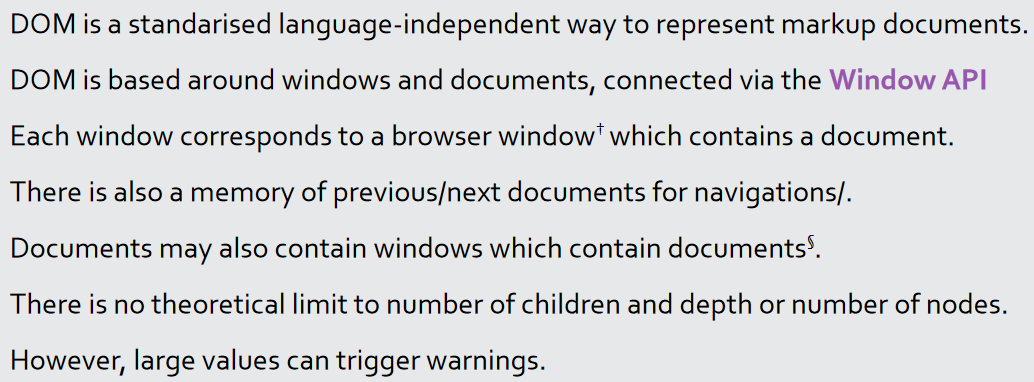 DOM is a standarised language-independent way to represent markup documents.
DOM is based around windows and documents, connected via the Window API
Each window corresponds to a browser window† which contains a document.
There is also a memory of previous/next documents for navigations/.
Documents may also contain windows which contain documents§.
There is no theoretical limit to number of children and depth or number of nodes.
However, large values can trigger warnings.